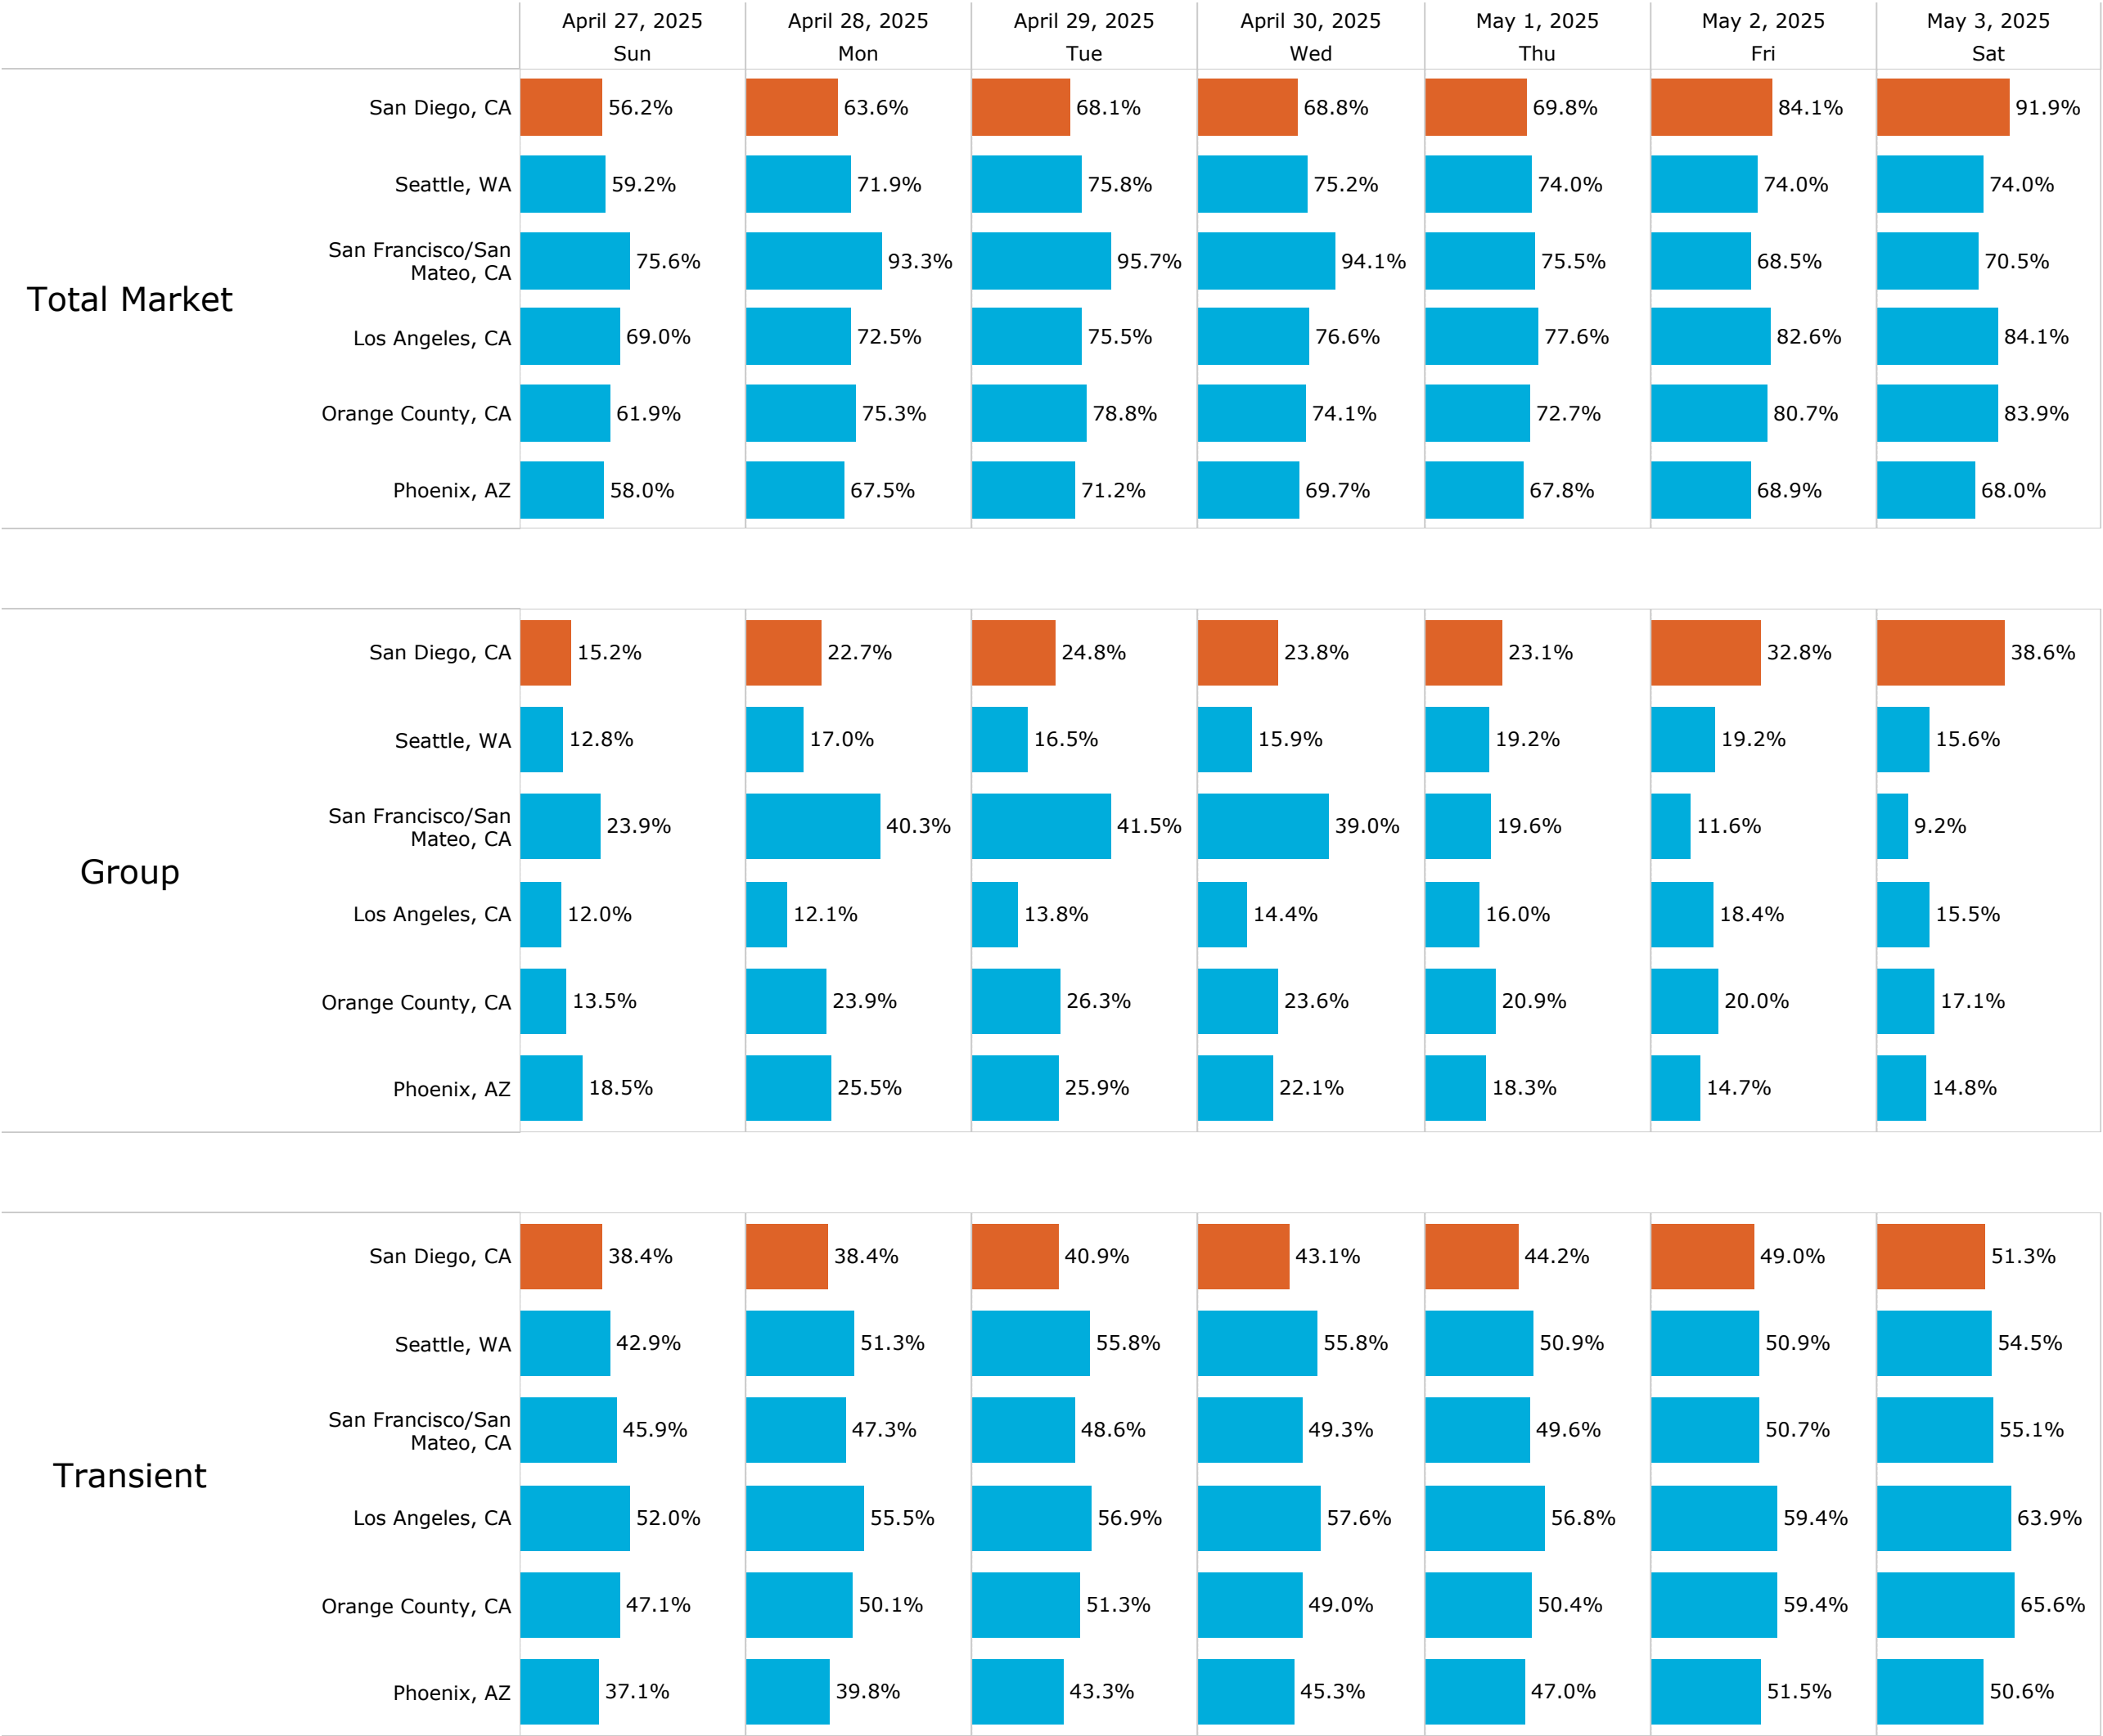 April 27, 2025 April 28, 2025 April 29, 2025 April 30, 2025 May 1, 2025 May 2, 2025 May 3, 2025
Sun Mon Tue Wed Thu Fri Sat
Total Market
San Diego, CA 56.2% 63.6% 68.1% 68.8% 69.8% 84.1% 91.9%
Seattle, WA 59.2% 71.9% 75.8% 75.2% 74.0% 74.0% 74.0%
San Francisco/San
Mateo, CA 75.6% 93.3% 95.7% 94.1% 75.5% 68.5% 70.5%
Los Angeles, CA 69.0% 72.5% 75.5% 76.6% 77.6% 82.6% 84.1%
Orange County, CA 61.9% 75.3% 78.8% 74.1% 72.7% 80.7% 83.9%
Phoenix, AZ 58.0% 67.5% 71.2% 69.7% 67.8% 68.9% 68.0%
Group
San Diego, CA 15.2% 22.7% 24.8% 23.8% 23.1% 32.8% 38.6%
Seattle, WA 12.8% 17.0% 16.5% 15.9% 19.2% 19.2% 15.6%
San Francisco/San
Mateo, CA 23.9% 40.3% 41.5% 39.0% 19.6% 11.6% 9.2%
Los Angeles, CA 12.0% 12.1% 13.8% 14.4% 16.0% 18.4% 15.5%
Orange County, CA 13.5% 23.9% 26.3% 23.6% 20.9% 20.0% 17.1%
Phoenix, AZ 18.5% 25.5% 25.9% 22.1% 18.3% 14.7% 14.8%
Transient
San Diego, CA 38.4% 38.4% 40.9% 43.1% 44.2% 49.0% 51.3%
Seattle, WA 42.9% 51.3% 55.8% 55.8% 50.9% 50.9% 54.5%
San Francisco/San
Mateo, CA 45.9% 47.3% 48.6% 49.3% 49.6% 50.7% 55.1%
Los Angeles, CA 52.0% 55.5% 56.9% 57.6% 56.8% 59.4% 63.9%
Orange County, CA 47.1% 50.1% 51.3% 49.0% 50.4% 59.4% 65.6%
Phoenix, AZ 37.1% 39.8% 43.3% 45.3% 47.0% 51.5% 50.6%